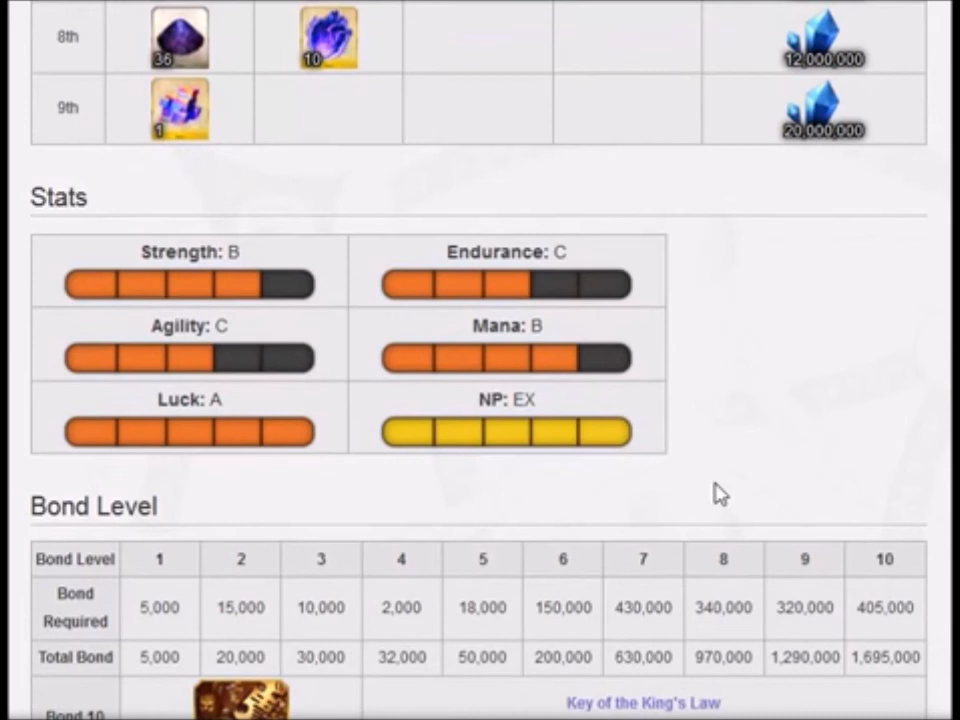 8th 36 10 12,000,000
9th 1 20,000,000
Stats
Strength: B Endurance: C
Agility: C Mana: B
Luck: A NP: EX
Bond Level
Bond Level 1 2 3 4 5 6 7 8 9 10
Bond Required 5,000 15,000 10,000 2,000 18,000 150,000 430,000 340,000 320,000 405,000
Total Bond 5,000 20,000 30,000 32,000 50,000 200,000 630,000 970,000 1,290,000 1,695,000
Bond 10 Key of the King's Law